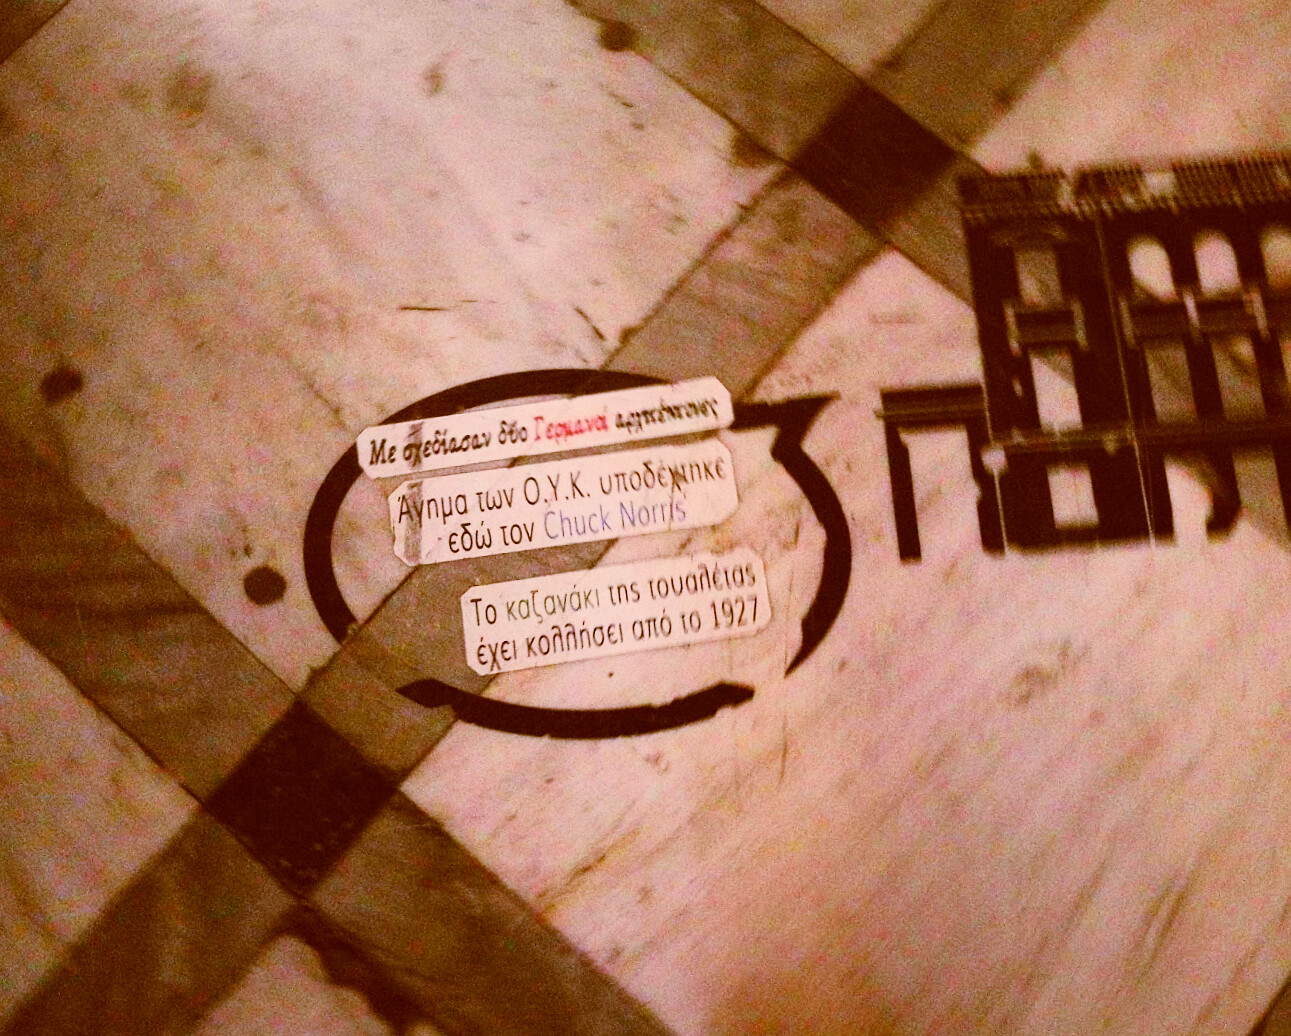 Με σχεδίασαν δύο Γερμανοί αρχιτέκτονες
Άγημα των Ο.Υ.Κ. υποδέχτηκε
εδώ τον Chuck Norris
Το καζανάκι της τουαλέτας
έχει κολλήσει από το 1927